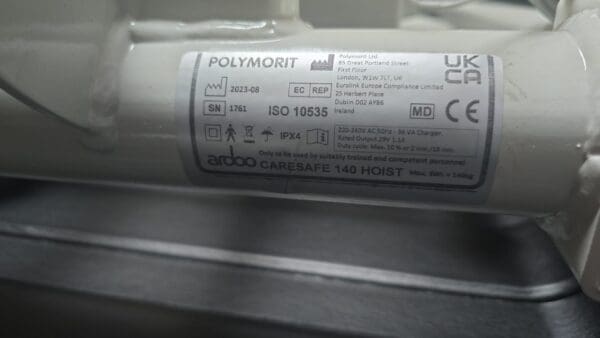 POLYMORIT
Polymorit Ltd
85 Great Portland Street
First Floor
London, W1W 7LT, UK
Eurolink Europe Compliance Limited
25 Herbert Place
Dublin D02 AY86
Ireland
UK
CA
2023-08
EC REP
SN 1761
ISO 10535
MD
CE
IPX4
220-240V AC 50Hz - 36 VA Charger.
Rated Output 29V 1.1A
Duty cycle: Max. 10% or 2 min./18 min.
Only to be used by suitably trained and competent personnel
ardoo CARESAFE 140 HOIST Max. = 140kg